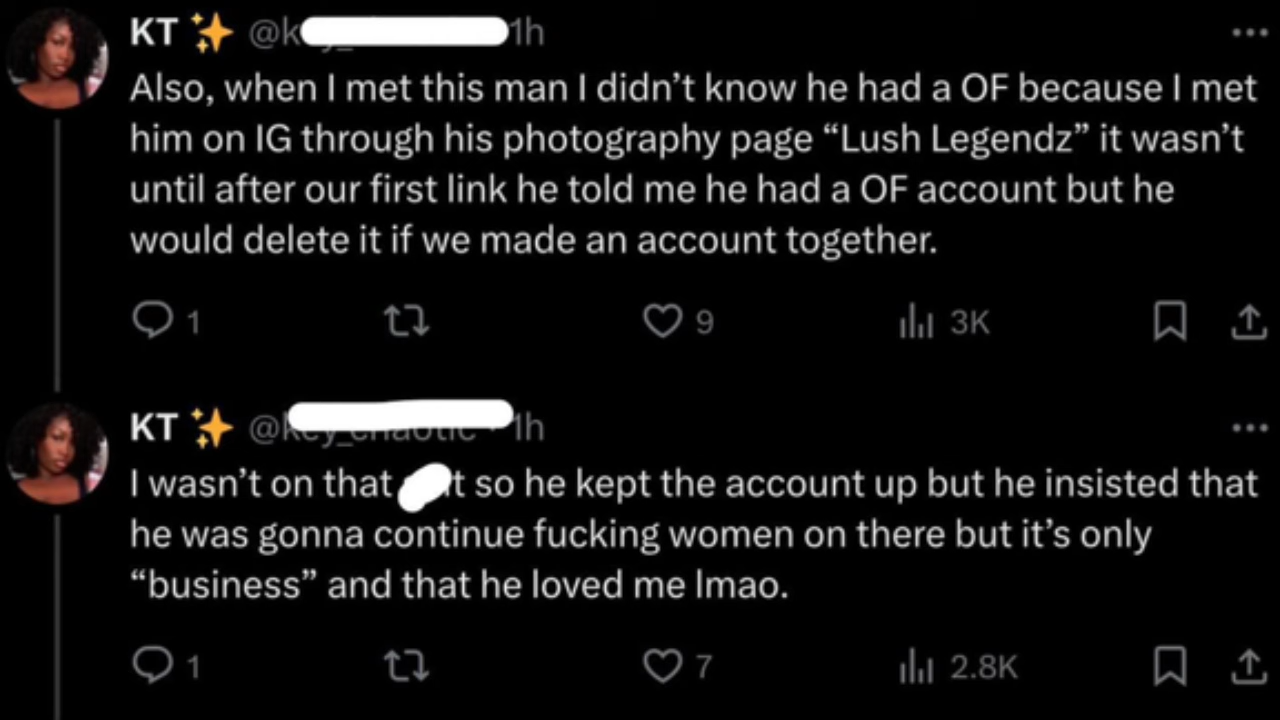 KT ✨ 1h
Also, when I met this man I didn’t know he had a OF because I met
him on IG through his photography page “Lush Legendz” it wasn’t
until after our first link he told me he had a OF account but he
would delete it if we made an account together.
1 9 3K
KT ✨ 1h
I wasn’t on that so he kept the account up but he insisted that
he was gonna continue fucking women on there but it’s only
“business” and that he loved me lmao.
1 7 2.8K